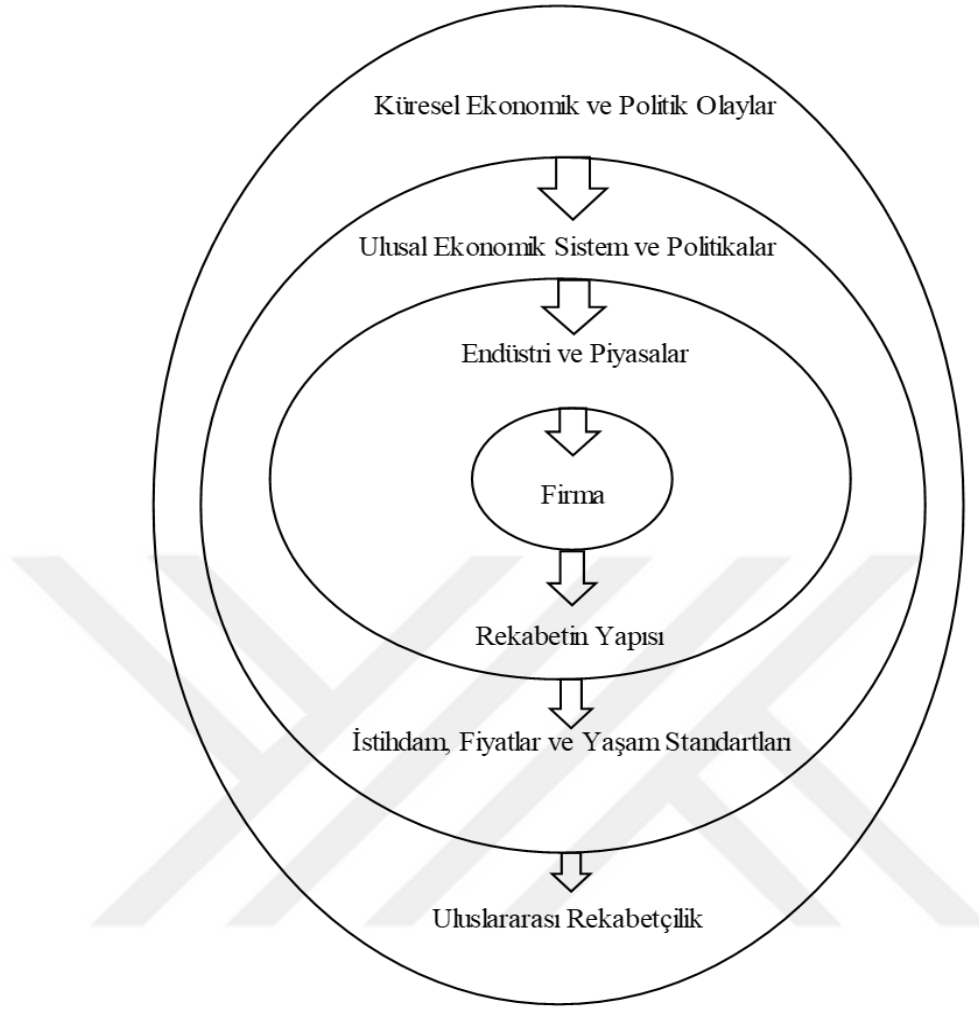 Küresel Ekonomik ve Politik Olaylar
Ulusal Ekonomik Sistem ve Politikalar
Endüstri ve Piyasalar
Firma
Rekabetin Yapısı
İstihdam, Fiyatlar ve Yaşam Standartları
Uluslararası Rekabetçilik